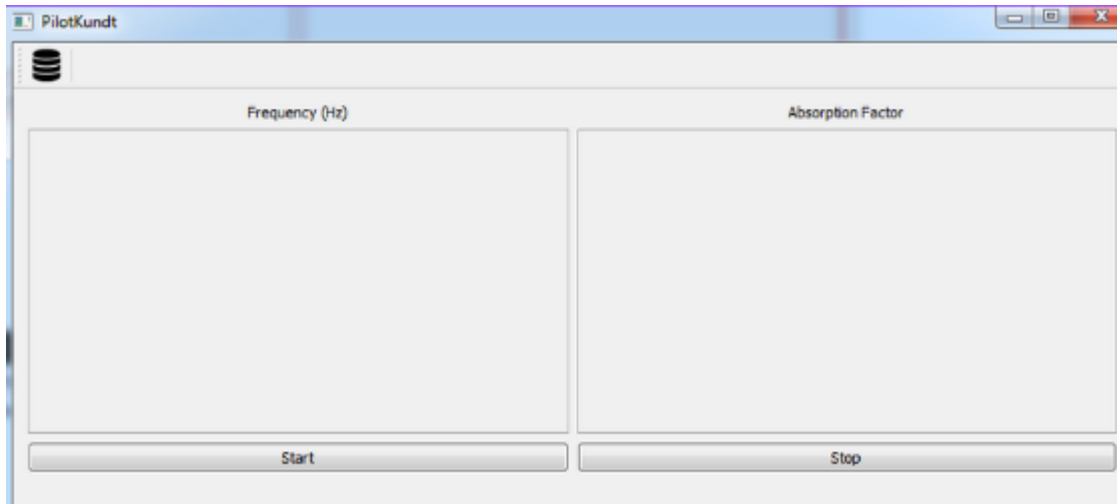 PilotKundt
Frequency (Hz)
Absorption Factor
Start
Stop